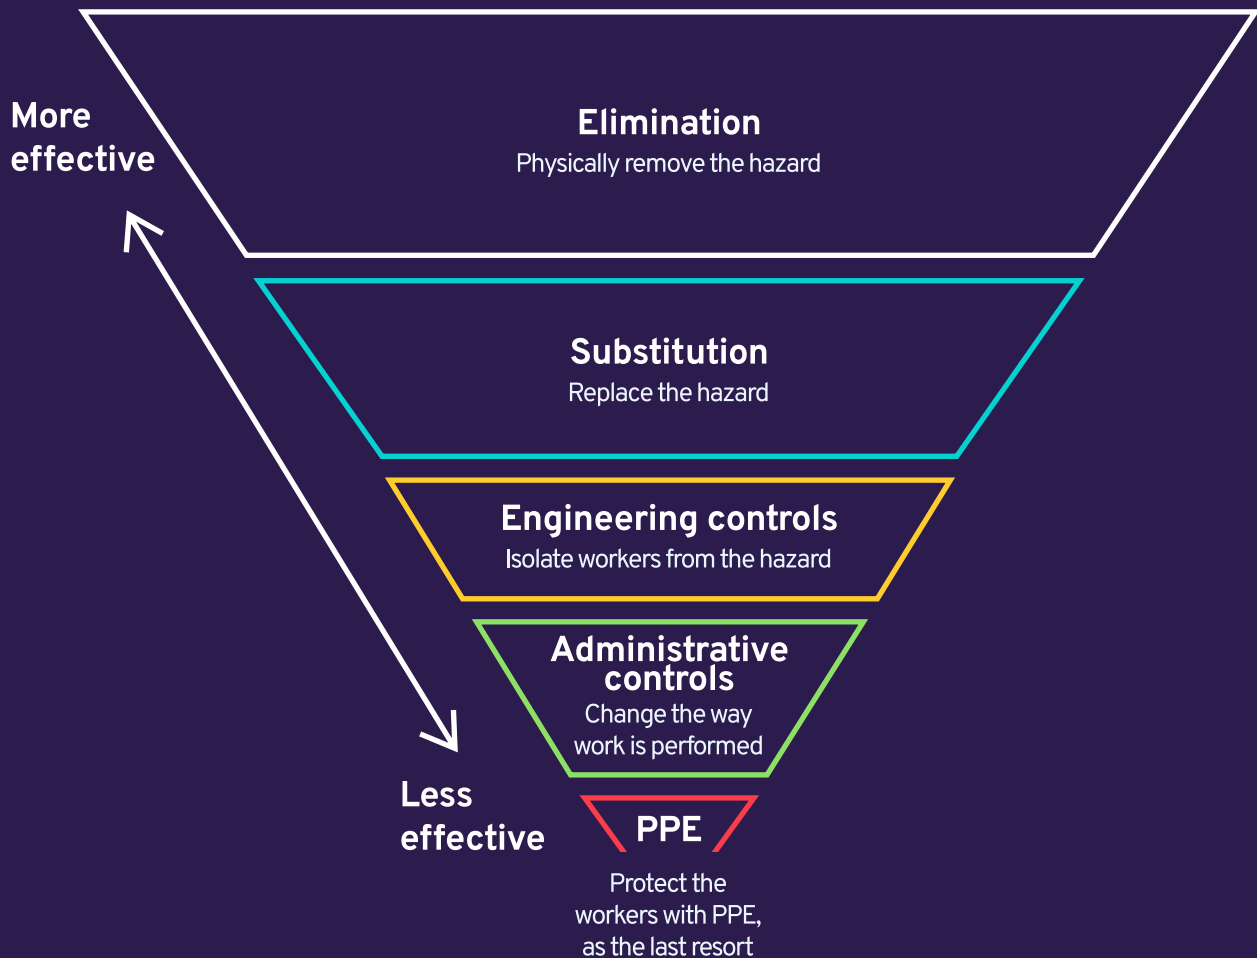 More
effective
Elimination
Physically remove the hazard
Substitution
Replace the hazard
Engineering controls
Isolate workers from the hazard
Administrative
controls
Change the way
work is performed
Less
effective
PPE
Protect the
workers with PPE,
as the last resort